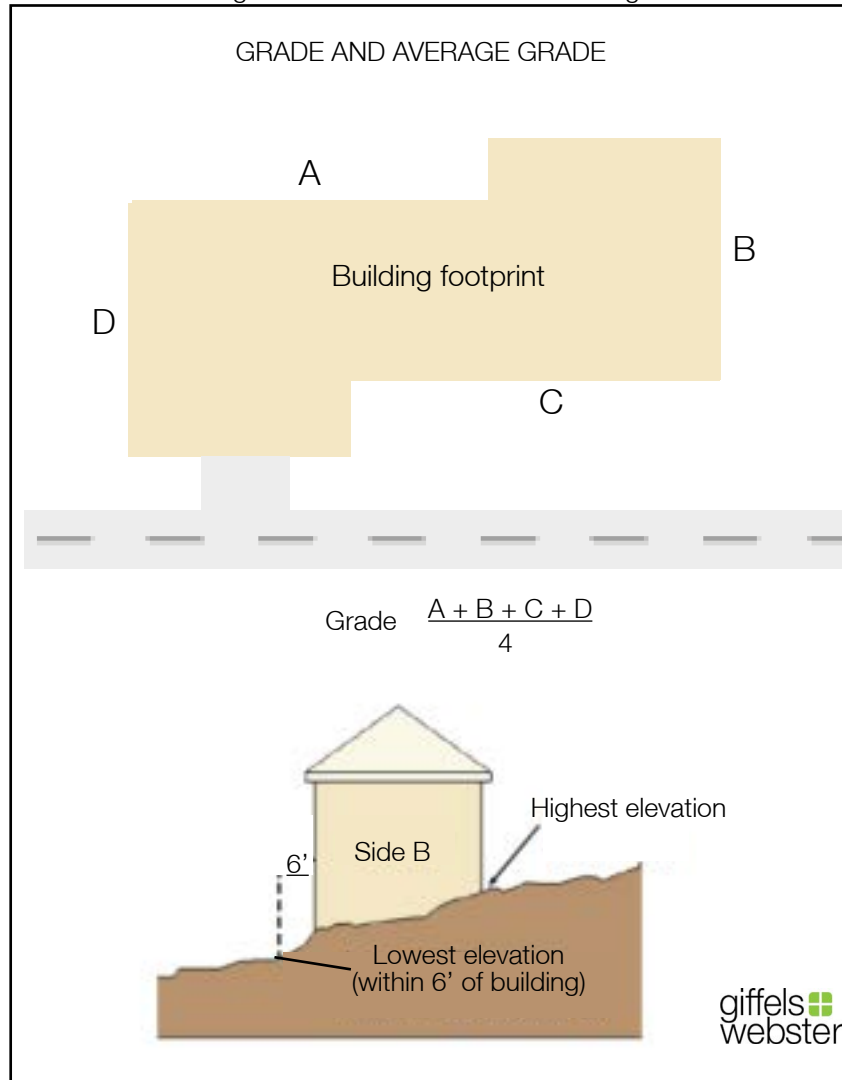 GRADE AND AVERAGE GRADE
A
B
Building footprint
D
C
Grade A + B + C + D
4
Highest elevation
6’
Side B
Lowest elevation
(within 6’ of building)
giffels
webster